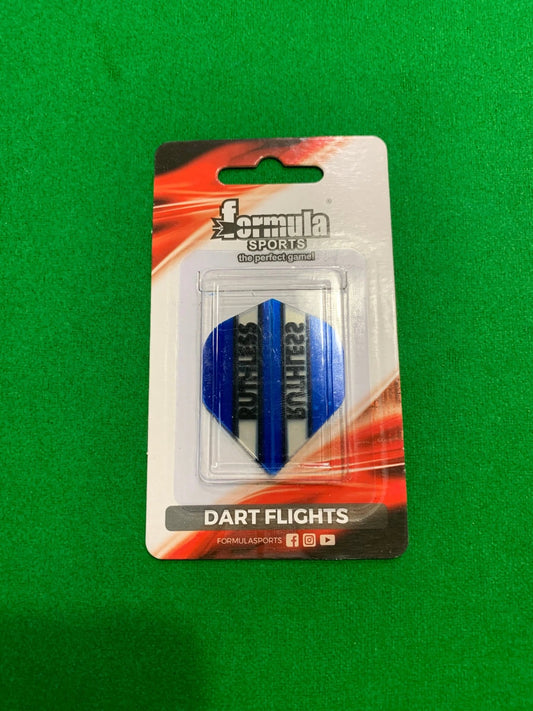 formula®
SPORTS
the perfect game!
RUTHLESS
RUTHLESS
DART FLIGHTS
FORMULASPORTS